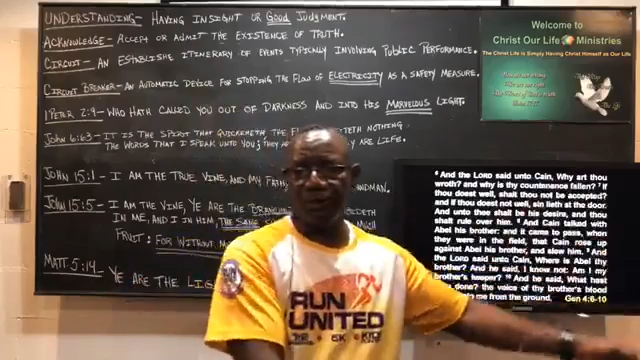 UNDERSTANDING- HAVING INSIGHT OR GOOD JUDGMENT.
ACKNOWLEDGE- ACCEPT OR ADMIT THE EXISTENCE OF TRUTH.
CIRCUIT - AN ESTABLISHE ITINERARY OF EVENTS TYPICALLY INVOLVING PUBLIC PERFORMANCE.
CIRCUIT BREAKER- AN AUTOMATIC DEVICE FOR STOPPING THE FLOW OF ELECTRICITY AS A SAFETY MEASURE.
1 PETER 2:9- WHO HATH CALLED YOU OUT OF DARKNESS AND INTO HIS MARVELOUS LIGHT.
JOHN 6:63- IT IS THE SPIRIT THAT QUICKENETH THE NOTHING.
THE WORDS THAT I SPEAK UNTO YOU; THEY ARE LIFE.
JOHN 15:1- I AM THE TRUE VINE, AND MY
JOHN 15:5- I AM THE VINE, YE ARE THE
IN ME, AND I IN HIM, THE SAME
FRUIT: FOR WITHOUT
MATT. 5:14- YE ARE THE
Welcome to
Christ Our Life Ministries
The Christ Life is Simply Having Christ Himself as Our Life
6 And the LORD said unto Cain, Why art thou
wroth? and why is thy countenance fallen? 7 If
thou doest well, shalt thou not be accepted?
and if thou doest not well, sin lieth at the door.
And unto thee shall be his desire, and thou
shalt rule over him. 8 And Cain talked with
Abel his brother: and it came to pass, when
they were in the field, that Cain rose up
against Abel his brother, and slew him. 9 And
the LORD said unto Cain, Where is Abel thy
brother? And he said, I know not: Am I my
brother's keeper? 10 And he said, What hast
done? the voice of thy brother's blood
me from the ground. Gen 4:6-10
RUN
UNITED
5K